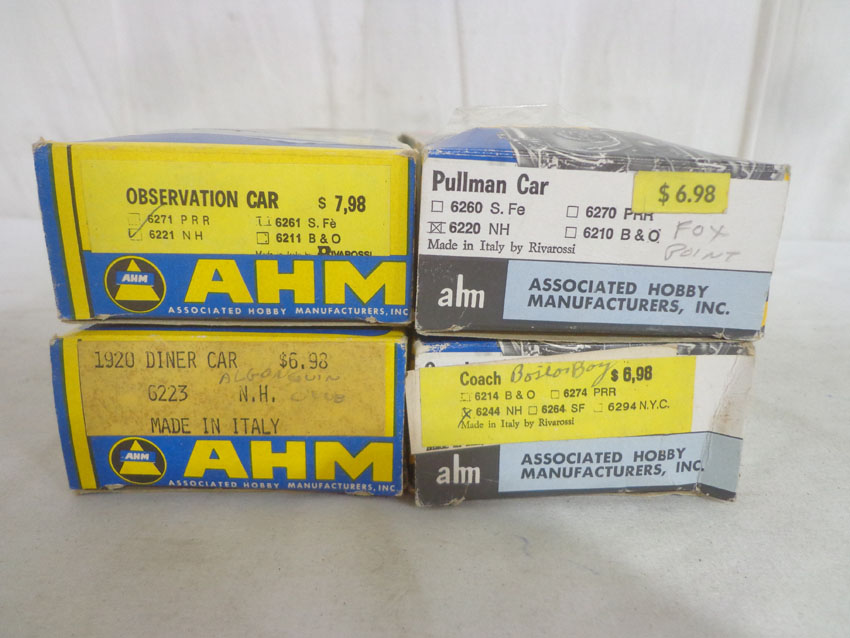 OBSERVATION CAR $ 7,98
6271 PRR 6261 S. Fè
6221 NH 6211 B & O
RIVAROSSI
AHM
AHM
ASSOCIATED HOBBY MANUFACTURERS, INC
Pullman Car $ 6.98
6260 S. Fe 6270 PRR
6220 NH 6210 B & O FOX
Made in Italy by Rivarossi POINT
ahm ASSOCIATED HOBBY
MANUFACTURERS, INC.
1920 DINER CAR $6.98
ALGONQUIN
6223 N.H. CLUB
MADE IN ITALY
AHM
AHM
ASSOCIATED HOBBY MANUFACTURERS, INC
Coach $ 6,98
6214 B & O 6274 PRR
6244 NH 6264 SF 6294 N.Y.C.
Made in Italy by Rivarossi
ahm ASSOCIATED HOBBY
MANUFACTURERS, INC.